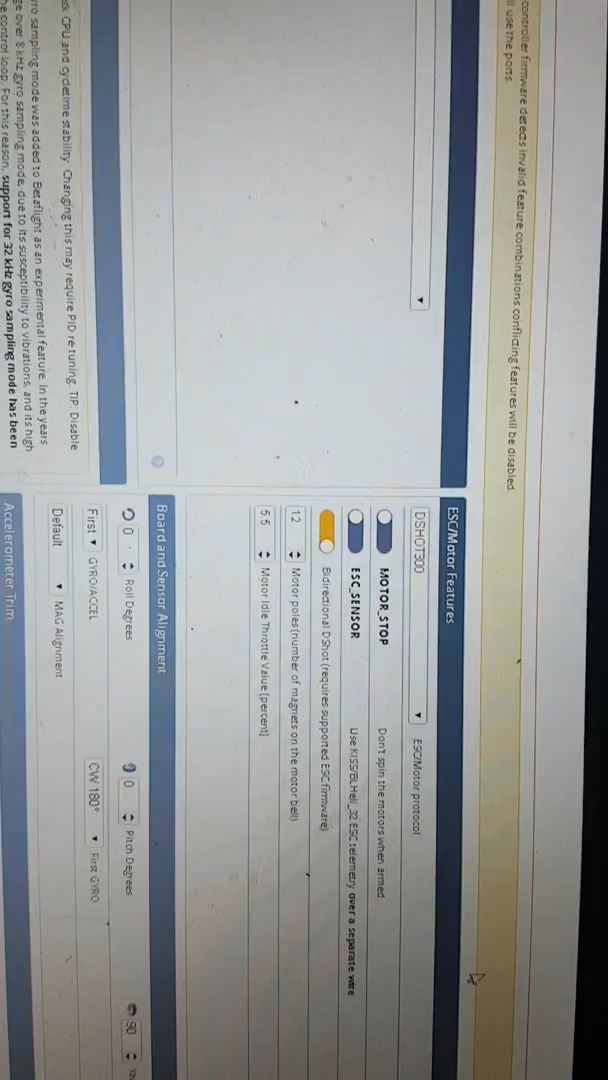 controller firmware detects invalid feature combinations conflicting features will be disabled.
ll use the ports.
ESC/Motor Features
DSHOT300 ESC/Motor protocol
MOTOR_STOP Don't spin the motors when armed
ESC_SENSOR Use KISS/BLHeli_32 ESC telemetry over a separate wire
Bidirectional DShot (requires supported ESC firmware)
12 Motor poles (number of magnets on the motor bell)
5.5 Motor Idle Throttle Value [percent]
Board and Sensor Alignment
0 Roll Degrees 0 Pitch Degrees 90
First GYRO/ACCEL CW 180° First GYRO
Default MAG Alignment
Accelerometer Trim
CPU and cycletime stability. Changing this may require PID re-tuning. TIP: Disable
ro sampling mode was added to Betaflight as an experimental feature. In the years
ge over 8 kHz gyro sampling mode, due to its susceptibility to vibrations, and its high
he control loop. For this reason, support for 32 kHz gyro sampling mode has been